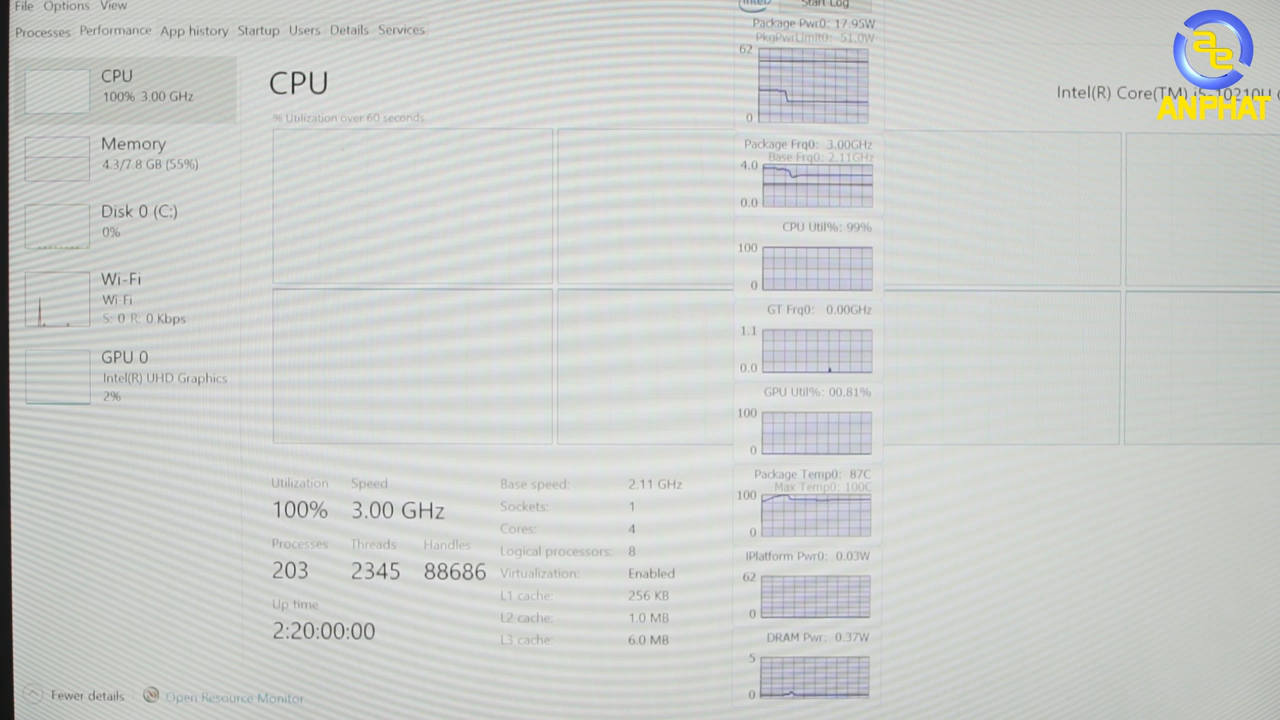 File Options View
Processes Performance App history Startup Users Details Services
CPU
100% 3.00 GHz
Memory
4.3/7.8 GB (55%)
Disk 0 (C:)
0%
Wi-Fi
Wi-Fi
S: 0 R: 0 Kbps
GPU 0
Intel(R) UHD Graphics
2%
CPU
% Utilization over 60 seconds
Intel(R) Core(TM) i5-10210U
Utilization Speed
100% 3.00 GHz
Processes Threads Handles
203 2345 88686
Up time
2:20:00:00
Base speed: 2.11 GHz
Sockets: 1
Cores: 4
Logical processors: 8
Virtualization: Enabled
L1 cache: 256 KB
L2 cache: 1.0 MB
L3 cache: 6.0 MB
Fewer details Open Resource Monitor
intel Start Log
Package Pwr0: 17.95W
PkgPwrLimit0: 51.0W
62
0
Package Frq0: 3.00GHz
Base Frq0: 2.11GHz
4.0
0.0
CPU Util%: 99%
100
0
GT Frq0: 0.00GHz
1.1
0.0
GPU Util%: 00.81%
100
0
Package Temp0: 87C
Max Temp0: 100C
100
0
IPlatform Pwr0: 0.03W
62
0
DRAM Pwr: 0.37W
5
0
ANPHAT